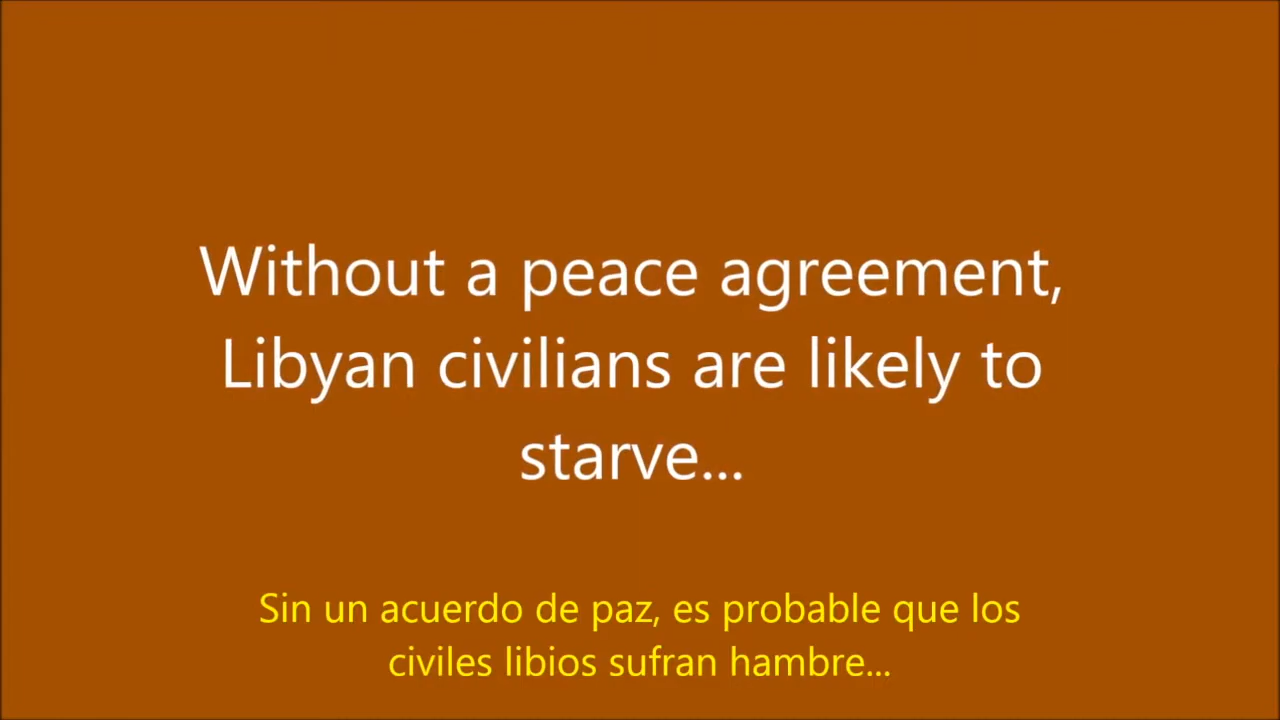 Without a peace agreement,
Libyan civilians are likely to
starve...
Sin un acuerdo de paz, es probable que los
civiles libios sufran hambre...